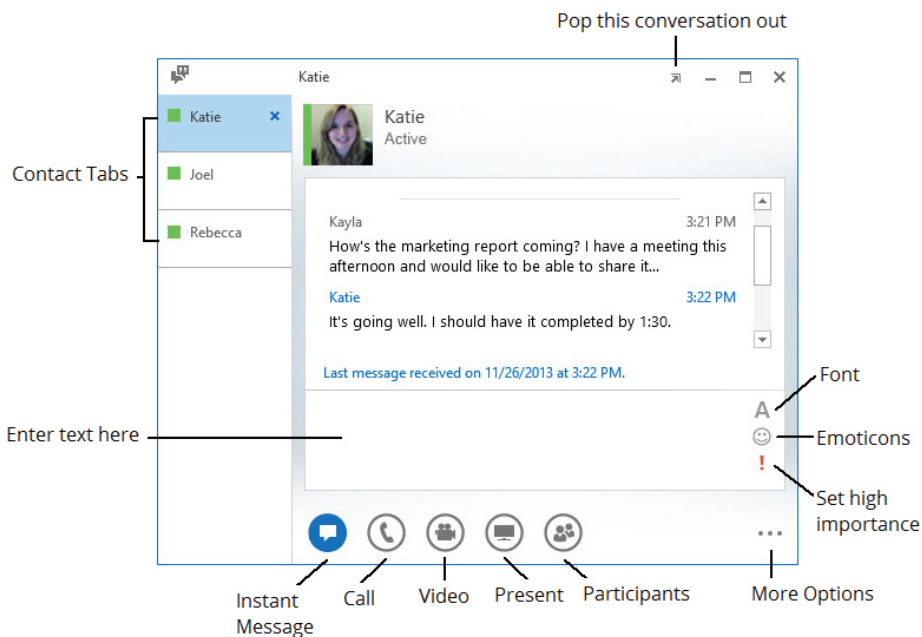 Pop this conversation out
Katie
Katie
Joel
Rebecca
Contact Tabs
Katie
Active
Kayla 3:21 PM
How's the marketing report coming? I have a meeting this
afternoon and would like to be able to share it...
Katie 3:22 PM
It's going well. I should have it completed by 1:30.
Last message received on 11/26/2013 at 3:22 PM.
Enter text here
A
Font
Emoticons
!
Set high
importance
Instant
Message
Call
Video
Present
Participants
More Options